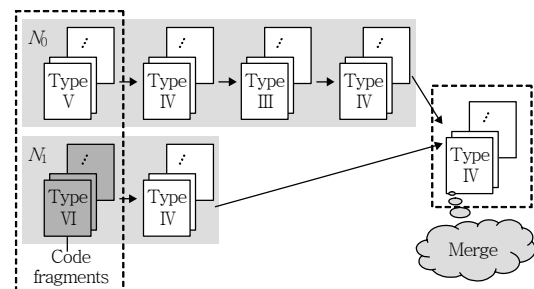 N0
Type
V
Type
IV
Type
III
Type
IV
N1
Type
VI
Type
IV
Type
IV
Code
fragments
Merge